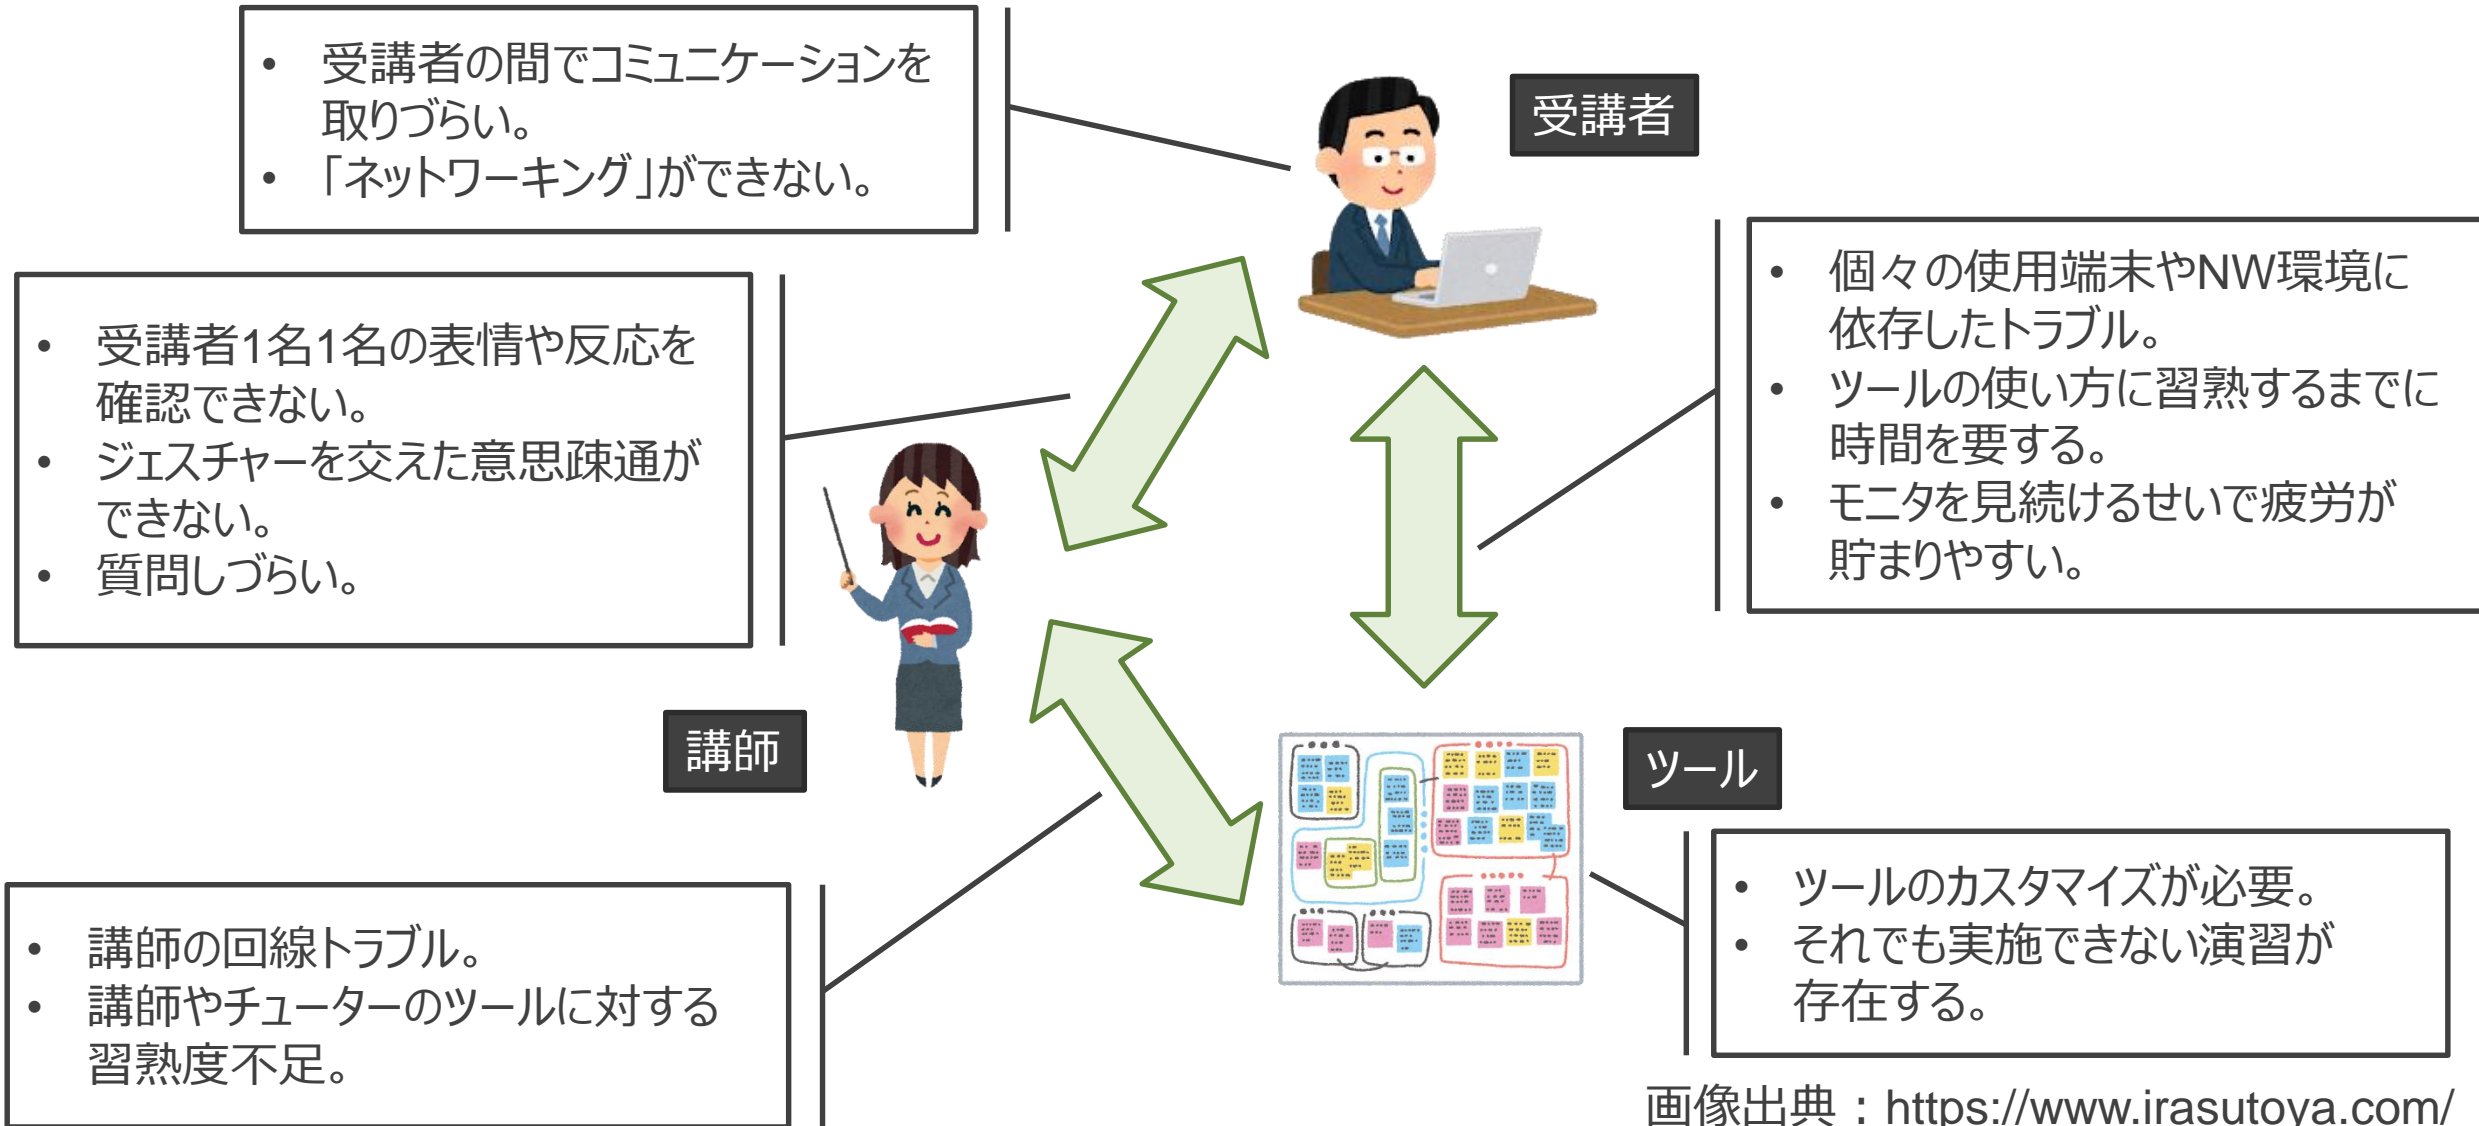 • 受講者の間でコミュニケーションを
取りづらい。
• 「ネットワーキング」ができない。
受講者
• 個々の使用端末やNW環境に
依存したトラブル。
• ツールの使い方に習熟するまでに
時間を要する。
• モニタを見続けるせいで疲労が
貯まりやすい。
• 受講者1名1名の表情や反応を
確認できない。
• ジェスチャーを交えた意思疎通が
できない。
• 質問しづらい。
講師
ツール
• 講師の回線トラブル。
• 講師やチューターのツールに対する
習熟度不足。
• ツールのカスタマイズが必要。
• それでも実施できない演習が
存在する。
画像出典：https://www.irasutoya.com/